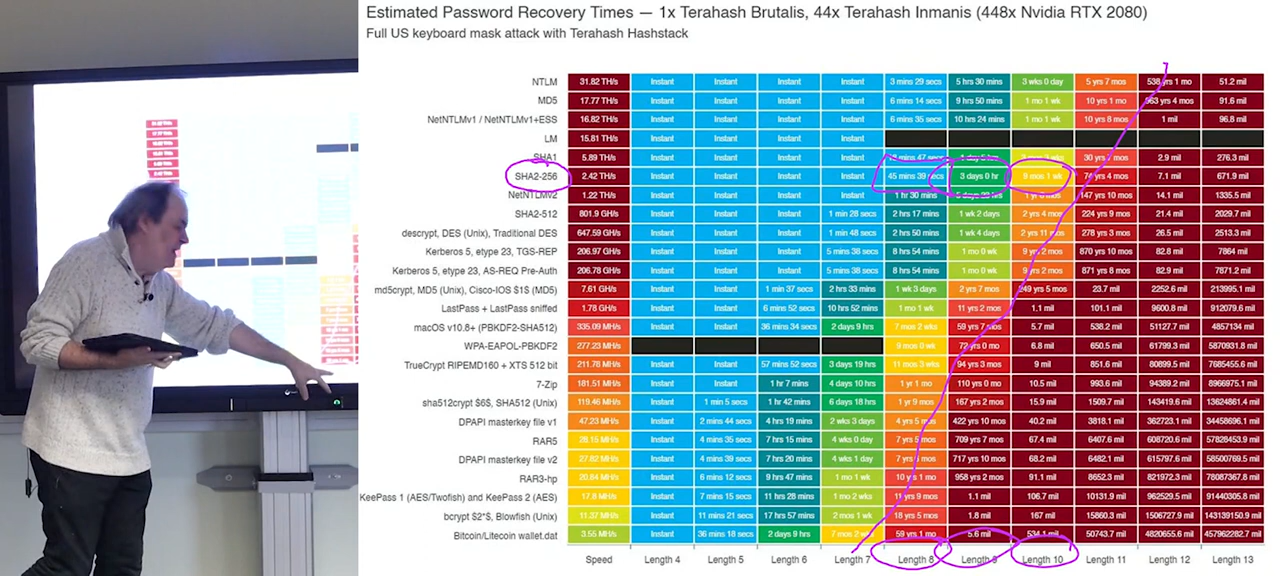 Estimated Password Recovery Times — 1x Terahash Brutalis, 44x Terahash Inmanis (448x Nvidia RTX 2080)
Full US keyboard mask attack with Terahash Hashstack
NTLM 31.82 TH/s Instant Instant Instant Instant 3 mins 29 secs 5 hrs 30 mins 3 wks 0 day 5 yrs 7 mos 538 yrs 1 mo 51.2 mil
MD5 17.77 TH/s Instant Instant Instant Instant 6 mins 14 secs 9 hrs 50 mins 1 mo 1 wk 10 yrs 1 mo 963 yrs 4 mos 91.6 mil
NetNTLMv1 / NetNTLMv1+ESS 16.82 TH/s Instant Instant Instant Instant 6 mins 35 secs 10 hrs 24 mins 1 mo 1 wk 10 yrs 8 mos 1 mil 96.8 mil
LM 15.81 TH/s Instant Instant Instant Instant
SHA1 5.89 TH/s Instant Instant Instant Instant mins 47 secs 30 yrs mos 2.9 mil 276.3 mil
SHA2-256 2.42 TH/s Instant Instant Instant Instant 45 mins 39 secs 3 days 0 hr 9 mos 1 wk 74 yrs 4 mos 7.1 mil 671.9 mil
NetNTLMv2 1.22 TH/s Instant Instant Instant Instant 1 hr 30 mins 147 yrs 10 mos 14.1 mil 1335.5 mil
SHA2-512 801.9 GH/s Instant Instant Instant 1 min 28 secs 2 hrs 17 mins 1 wk 2 days 2 yrs 4 mos 224 yrs 9 mos 21.4 mil 2029.7 mil
descrypt, DES (Unix), Traditional DES 647.59 GH/s Instant Instant Instant 1 min 48 secs 2 hrs 50 mins 1 wk 4 days 2 yrs 11 mos 278 yrs 3 mos 26.5 mil 2513.3 mil
Kerberos 5, etype 23, TGS-REP 206.97 GH/s Instant Instant Instant 5 mins 38 secs 8 hrs 54 mins 1 mo 0 wk 9 yrs 2 mos 870 yrs 10 mos 82.8 mil 7864 mil
Kerberos 5, etype 23, AS-REQ Pre-Auth 206.78 GH/s Instant Instant Instant 5 mins 38 secs 8 hrs 54 mins 1 mo 0 wk 9 yrs 2 mos 871 yrs 8 mos 82.9 mil 7871.2 mil
md5crypt, MD5 (Unix), Cisco-IOS $1$ (MD5) 7.61 GH/s Instant Instant 1 min 37 secs 2 hrs 33 mins 1 wk 3 days 2 yrs 7 mos 249 yrs 5 mos 23.7 mil 2252.6 mil 213995.1 mil
LastPass + LastPass sniffed 1.78 GH/s Instant Instant 6 mins 52 secs 10 hrs 52 mins 1 mo 1 wk 11 yrs 2 mos 1.1 mil 101.1 mil 9600.8 mil 912079.6 mil
macOS v10.8+ (PBKDF2-SHA512) 335.09 MH/s Instant Instant 36 mins 34 secs 2 days 9 hrs 7 mos 2 wks 59 yrs 7 mos 5.7 mil 538.2 mil 51127.7 mil 4857134 mil
WPA-EAPOL-PBKDF2 277.23 MH/s 9 mos 0 wk 72 yrs 0 mo 6.8 mil 650.5 mil 61799.3 mil 5870931.8 mil
TrueCrypt RIPEMD160 + XTS 512 bit 211.78 MH/s Instant Instant 57 mins 52 secs 3 days 19 hrs 11 mos 3 wks 94 yrs 3 mos 9 mil 851.6 mil 80899.5 mil 7685455.6 mil
7-Zip 181.51 MH/s Instant Instant 1 hr 7 mins 4 days 10 hrs 1 yr 1 mo 110 yrs 0 mo 10.5 mil 993.6 mil 94389.2 mil 8966975.1 mil
sha512crypt $6$, SHA512 (Unix) 119.46 MH/s Instant 1 min 5 secs 1 hr 42 mins 6 days 18 hrs 1 yr 9 mos 167 yrs 2 mos 15.9 mil 1509.7 mil 143419.6 mil 13624861.4 mil
DPAPI masterkey file v1 47.23 MH/s Instant 2 mins 44 secs 4 hrs 19 mins 2 wks 3 days 4 yrs 5 mos 422 yrs 10 mos 40.2 mil 3818.1 mil 362723.1 mil 34458696.1 mil
RAR5 28.15 MH/s Instant 4 mins 35 secs 7 hrs 15 mins 4 wks 0 day 7 yrs 5 mos 709 yrs 7 mos 67.4 mil 6407.6 mil 608720.6 mil 57828453.9 mil
DPAPI masterkey file v2 27.82 MH/s Instant 4 mins 39 secs 7 hrs 20 mins 4 wks 1 day 7 yrs mos 717 yrs 10 mos 68.2 mil 6482.1 mil 615797.6 mil 58500769.5 mil
RAR3-hp 20.84 MH/s Instant 6 mins 12 secs 9 hrs 47 mins 1 mo 1 wk 10 yrs 1 mo 958 yrs 2 mos 91.1 mil 8652.3 mil 821972.3 mil 78087367.8 mil
KeePass 1 (AES/Twofish) and KeePass 2 (AES) 17.8 MH/s Instant 7 mins 15 secs 11 hrs 28 mins 1 mo 2 wks 11 yrs 9 mos 1.1 mil 106.7 mil 10131.9 mil 962529.5 mil 91440305.8 mil
bcrypt $2*$, Blowfish (Unix) 11.37 MH/s Instant 11 mins 21 secs 17 hrs 57 mins 2 mos 1 wk 18 yrs 5 mos 1.8 mil 167 mil 15860.3 mil 1506727.9 mil 143139150.9 mil
Bitcoin/Litecoin wallet.dat 3.55 MH/s Instant 36 mins 18 secs 2 days 9 hrs 7 mos 2 wks 59 yrs 1 mo 5.6 mil 534.1 mil 50743.7 mil 4820655.6 mil 457962282.7 mil
Speed Length 4 Length 5 Length 6 Length 7 Length 8 Length 9 Length 10 Length 11 Length 12 Length 13